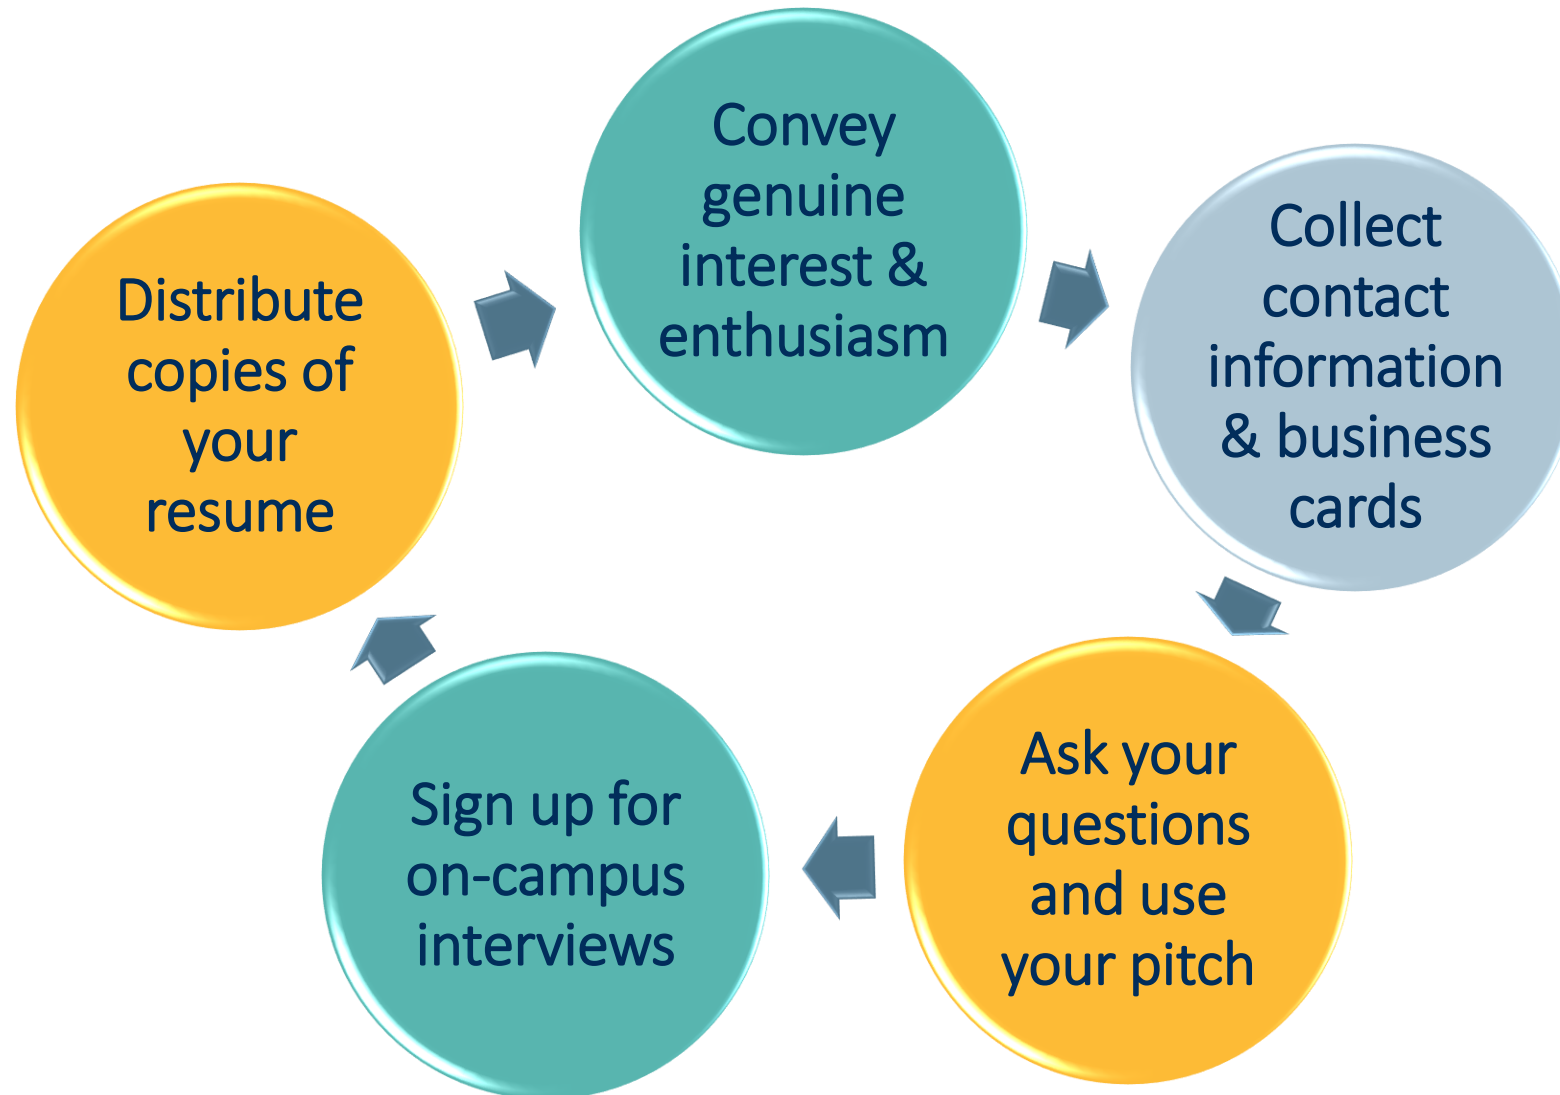 Convey
genuine
interest &
enthusiasm
Collect
contact
information
& business
cards
Ask your
questions
and use
your pitch
Sign up for
on-campus
interviews
Distribute
copies of
your
resume